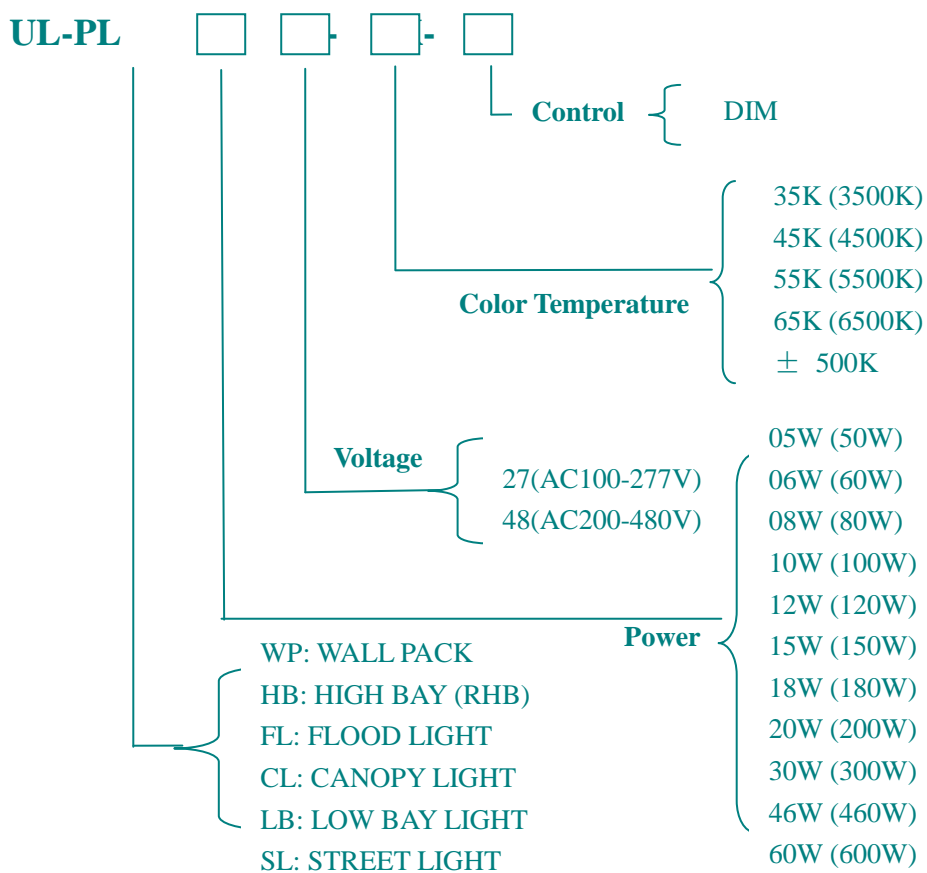 UL-PL - - 
Control DIM
35K (3500K)
45K (4500K)
55K (5500K)
65K (6500K)
± 500K
Color Temperature
Voltage
27(AC100-277V)
48(AC200-480V)
05W (50W)
06W (60W)
08W (80W)
10W (100W)
12W (120W)
15W (150W)
18W (180W)
20W (200W)
30W (300W)
46W (460W)
60W (600W)
Power
WP: WALL PACK
HB: HIGH BAY (RHB)
FL: FLOOD LIGHT
CL: CANOPY LIGHT
LB: LOW BAY LIGHT
SL: STREET LIGHT